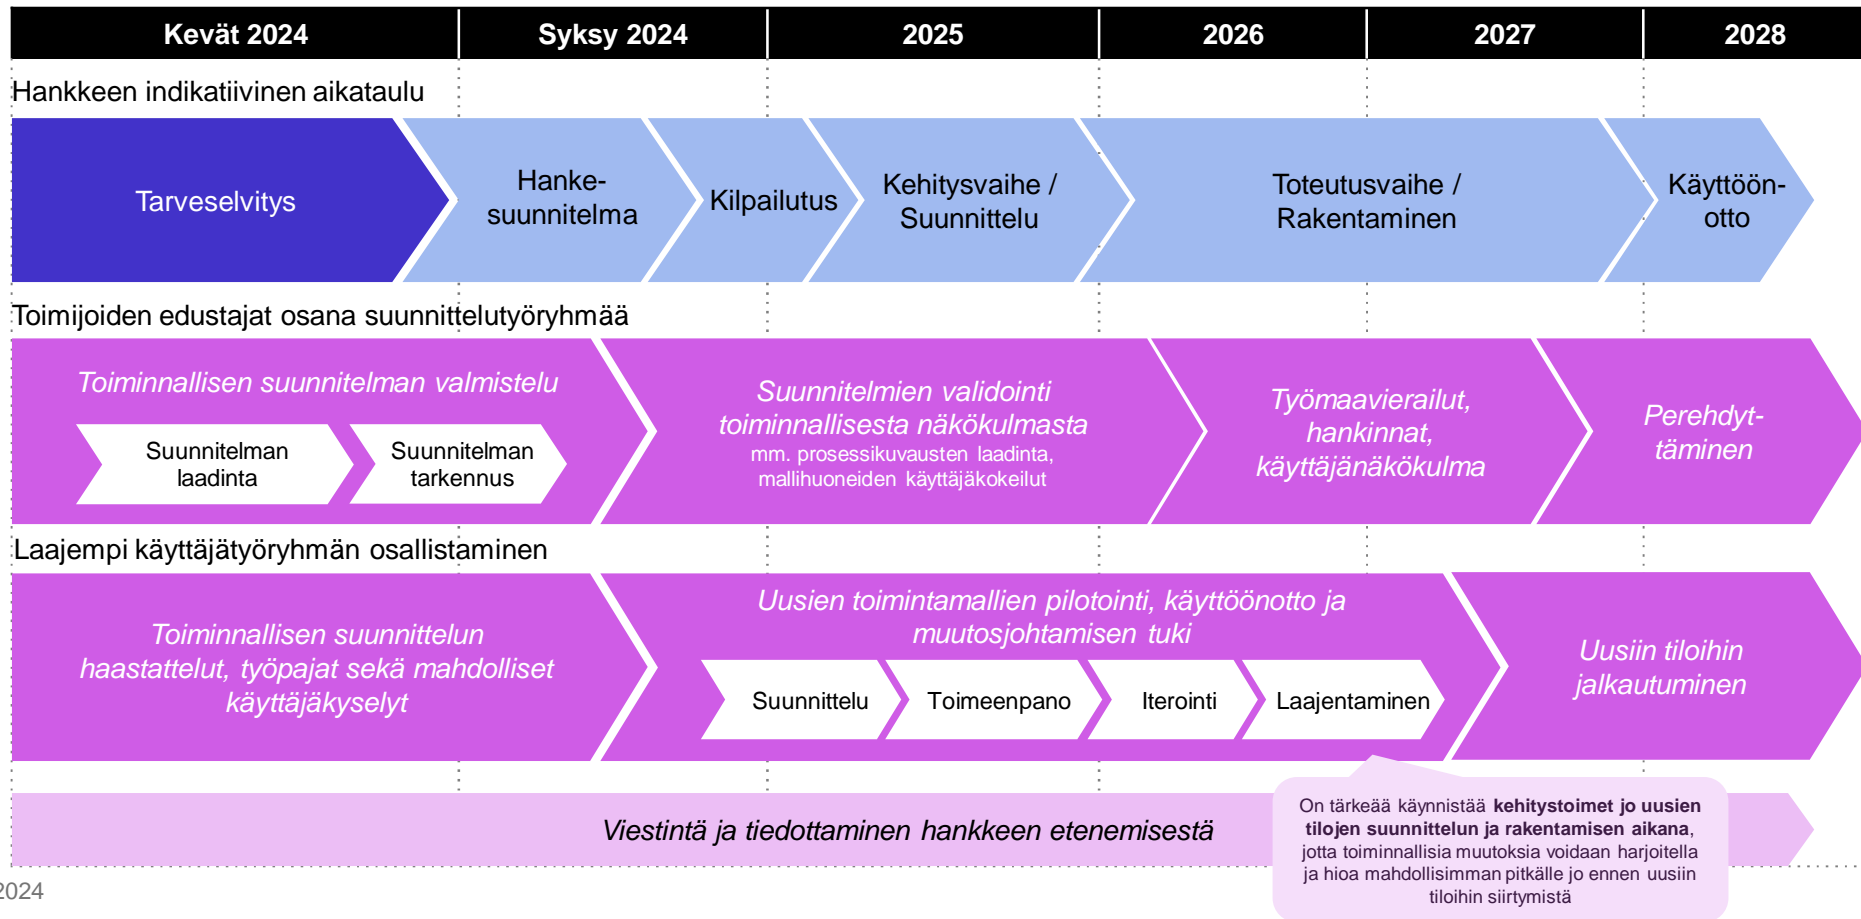 Kevät 2024
Syksy 2024
2025
2026
2027
2028
Hankkeen indikatiivinen aikataulu
Tarveselvitys
Hanke-
suunnitelma
Kilpailutus
Kehitysvaihe /
Suunnittelu
Toteutusvaihe /
Rakentaminen
Käyttöön-
otto
Toimijoiden edustajat osana suunnittelutyöryhmää
Toiminnallisen suunnitelman valmistelu
Suunnitelman
laadinta
Suunnitelman
tarkennus
Suunnitelmien validointi
toiminnallisesta näkökulmasta
mm. prosessikuvausten laadinta,
mallihuoneiden käyttäjäkokeilut
Työmaavierailut,
hankinnat,
käyttäjänäkökulma
Perehdyt-
täminen
Laajempi käyttäjätyöryhmän osallistaminen
Toiminnallisen suunnittelun
haastattelut, työpajat sekä mahdolliset
käyttäjäkyselyt
Uusien toimintamallien pilotointi, käyttöönotto ja
muutosjohtamisen tuki
Suunnittelu
Toimeenpano
Iterointi
Laajentaminen
Uusiin tiloihin
jalkautuminen
Viestintä ja tiedottaminen hankkeen etenemisestä
On tärkeää käynnistää kehitystoimet jo uusien
tilojen suunnittelun ja rakentamisen aikana,
jotta toiminnallisia muutoksia voidaan harjoitella
ja hioa mahdollisimman pitkälle jo ennen uusiin
tiloihin siirtymistä
2024